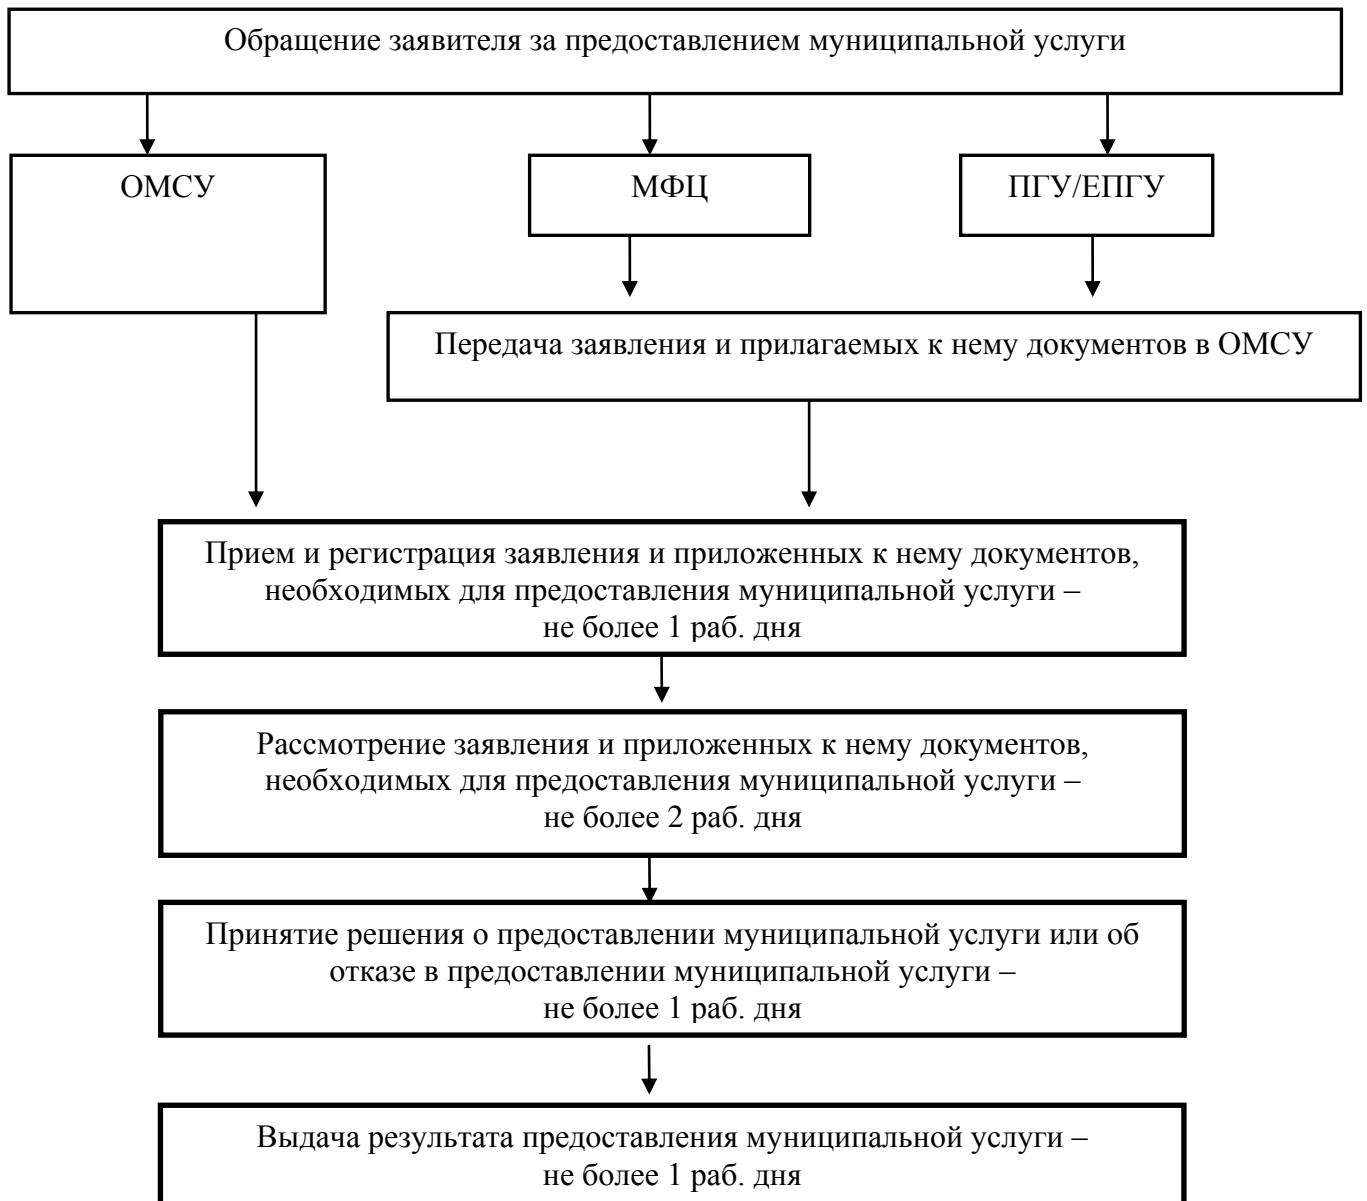 Обращение заявителя за предоставлением муниципальной услуги
ОМСУ
МФЦ
ПГУ/ЕПГУ
Передача заявления и прилагаемых к нему документов в ОМСУ
Прием и регистрация заявления и приложенных к нему документов,
необходимых для предоставления муниципальной услуги –
не более 1 раб. дня
Рассмотрение заявления и приложенных к нему документов,
необходимых для предоставления муниципальной услуги –
не более 2 раб. дня
Принятие решения о предоставлении муниципальной услуги или об
отказе в предоставлении муниципальной услуги –
не более 1 раб. дня
Выдача результата предоставления муниципальной услуги –
не более 1 раб. дня